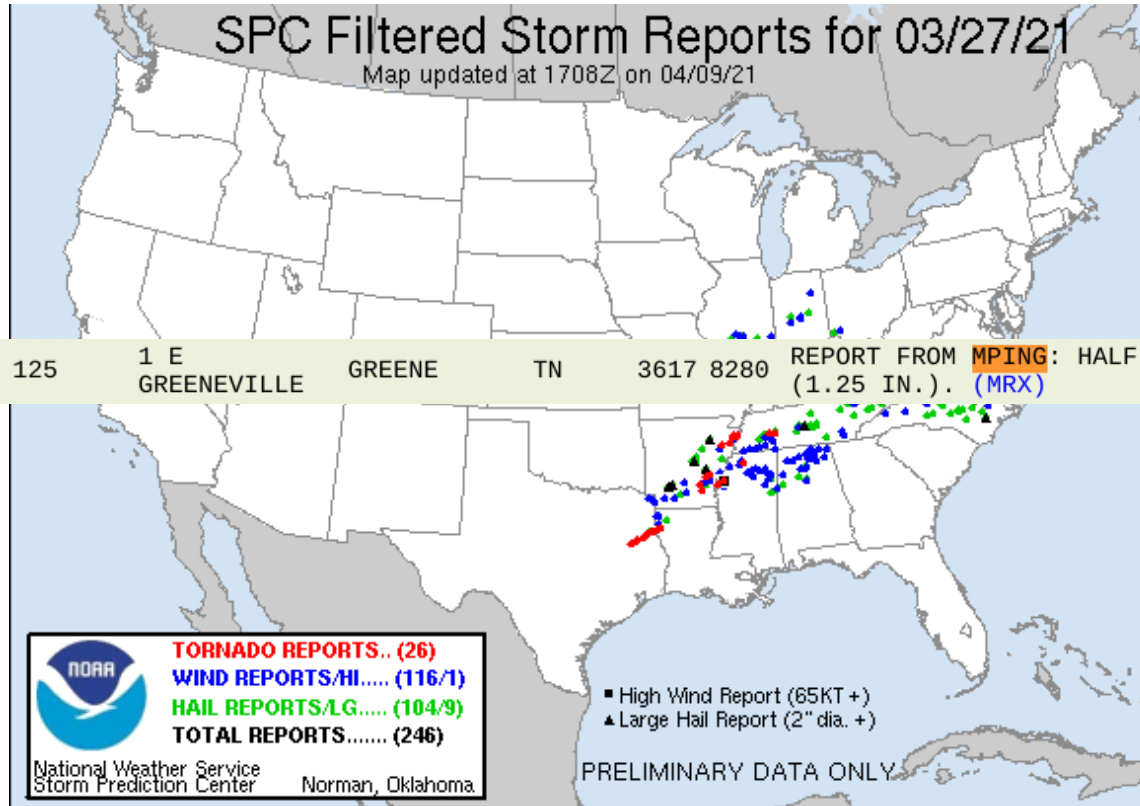 SPC Filtered Storm Reports for 03/27/21
Map updated at 1708Z on 04/09/21
125 1 E GREENE TN 3617 8280 REPORT FROM MPING: HALF
GREENEVILLE (1.25 IN.). (MRX)
NOAA
TORNADO REPORTS.. (26)
WIND REPORTS/HI..... (116/1)
HAIL REPORTS/LG..... (104/9)
TOTAL REPORTS....... (246)
National Weather Service
Storm Prediction Center Norman, Oklahoma
High Wind Report (65KT +)
Large Hail Report (2" dia. +)
PRELIMINARY DATA ONLY